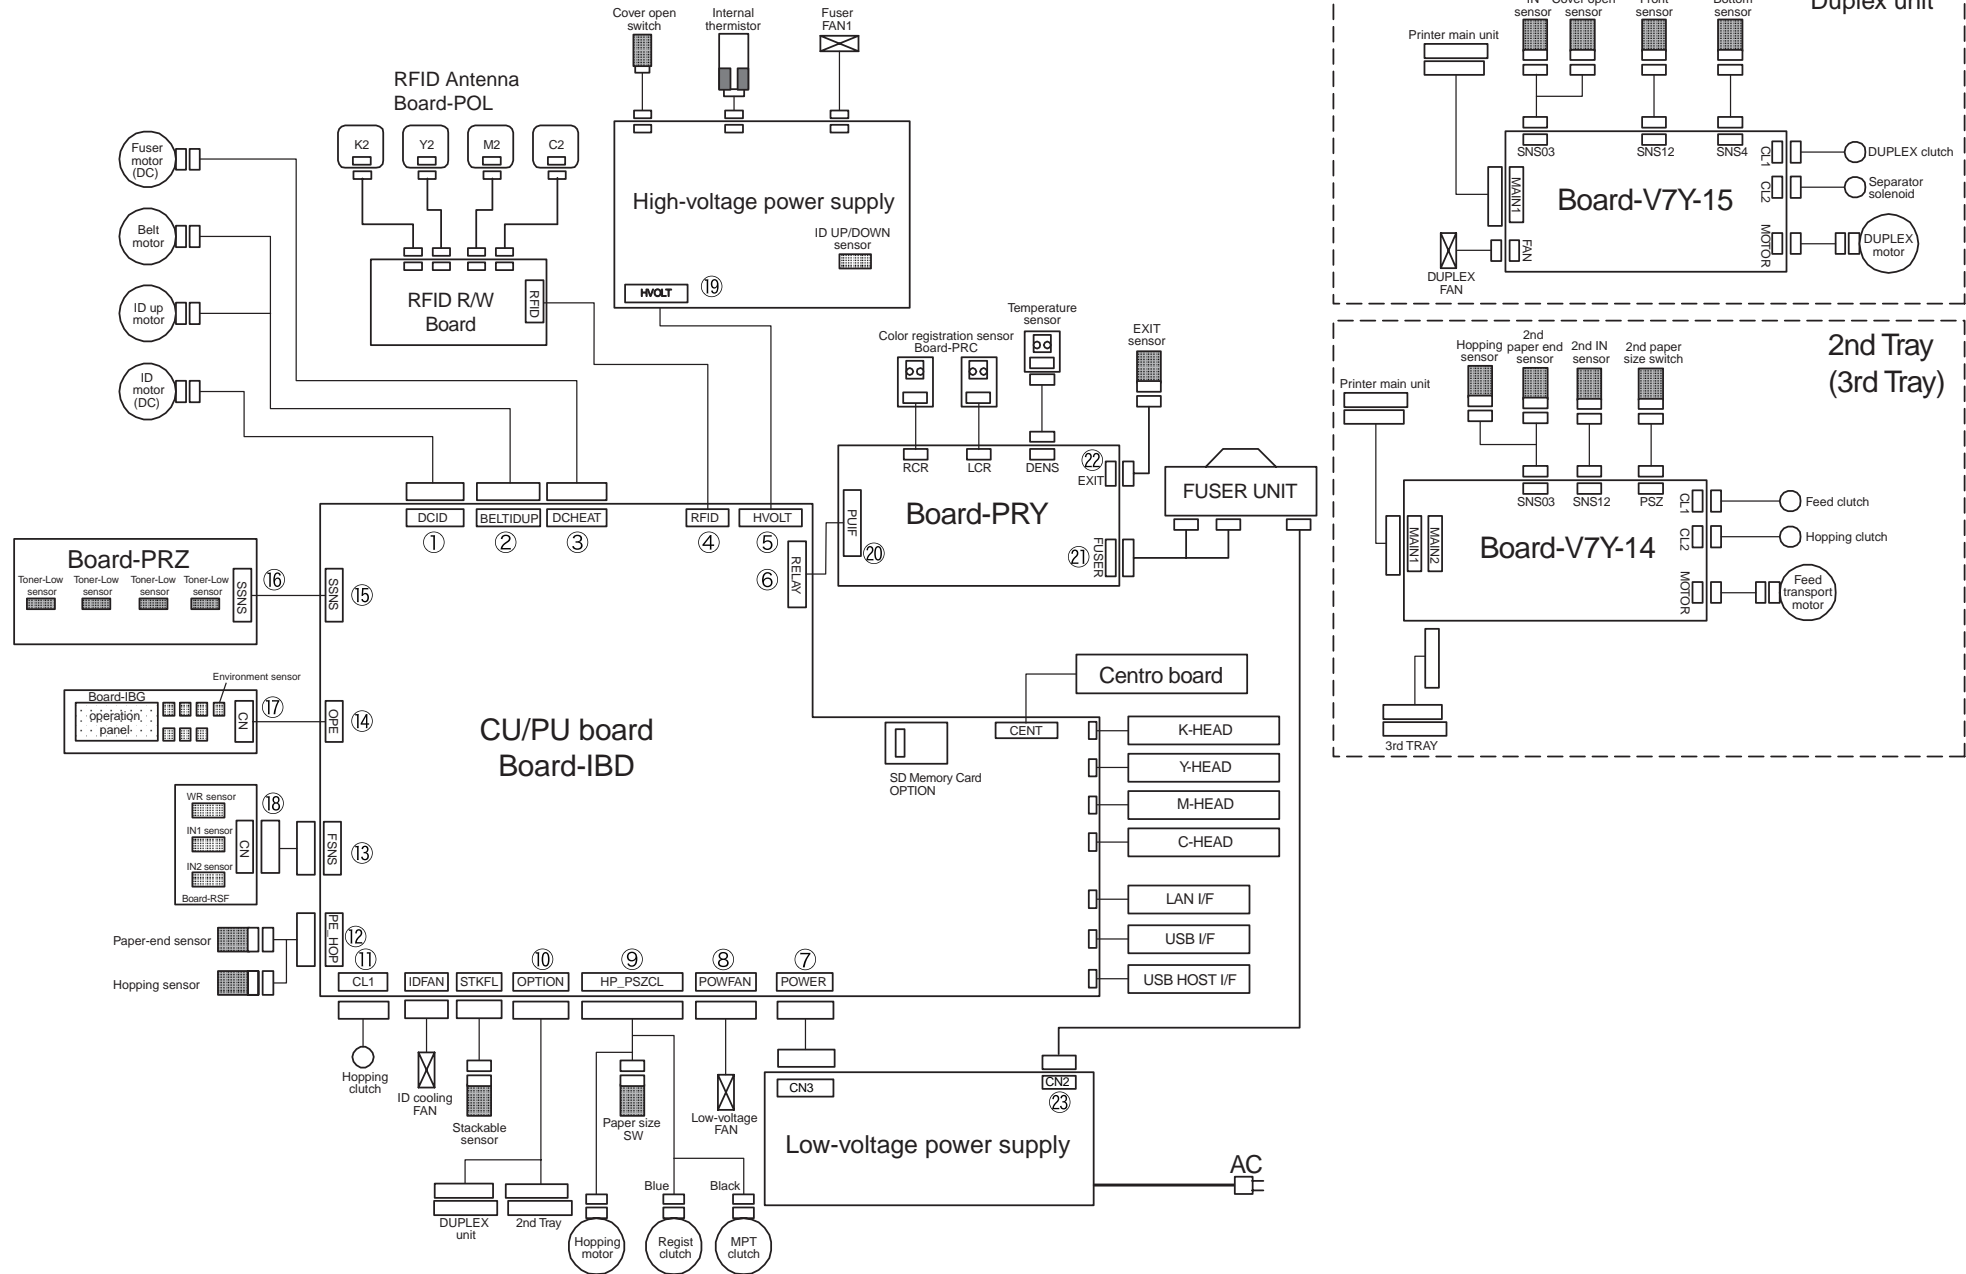 Cover open
switch
Internal
thermistor
Fuser
FAN1
RFID Antenna
Board-POL
K2
Y2
M2
C2
Fuser
motor
(DC)
Belt
motor
ID up
motor
ID
motor
(DC)
High-voltage power supply
ID UP/DOWN
sensor
HVOLT
⑲
RFID R/W
Board
RFID
Color registration sensor
Board-PRC
Temperature
sensor
EXIT
sensor
RCR
LCR
DENS
㉒
EXIT
PUIF
⑳
Board-PRY
㉑
FUSER
FUSER UNIT
DCID
BELTIDUP
DCHEAT
RFID
HVOLT
①
②
③
④
⑤
⑥
RELAY
Board-PRZ
Toner-Low
sensor
Toner-Low
sensor
Toner-Low
sensor
Toner-Low
sensor
SSNS
⑯
SSNS
⑮
Environment sensor
Board-IBG
operation
panel
CN
⑰
OPE
⑭
CU/PU board
Board-IBD
SD Memory Card
OPTION
CENT
Centro board
K-HEAD
Y-HEAD
M-HEAD
C-HEAD
LAN I/F
USB I/F
USB HOST I/F
WR sensor
IN1 sensor
IN2 sensor
Board-RSF
CN
⑱
FSNS
⑬
Paper-end sensor
Hopping sensor
PE_HOP
⑫
⑪
⑩
⑨
⑧
⑦
CL1
IDFAN
STKFL
OPTION
HP_PSZCL
POWFAN
POWER
Hopping
clutch
ID cooling
FAN
Stackable
sensor
Paper size
SW
Low-voltage
FAN
DUPLEX
unit
2nd Tray
Blue
Black
Hopping
motor
Regist
clutch
MPT
clutch
CN3
CN2
㉓
Low-voltage power supply
AC
Duplex unit
IN
sensor
Cover open
sensor
Front
sensor
Bottom
sensor
Printer main unit
SNS03
SNS12
SNS4
CL1
CL2
MOTOR
MAIN1
FAN
Board-V7Y-15
DUPLEX clutch
Separator
solenoid
DUPLEX
motor
DUPLEX
FAN
2nd Tray
(3rd Tray)
Hopping
sensor
2nd
paper end
sensor
2nd IN
sensor
2nd paper
size switch
Printer main unit
SNS03
SNS12
PSZ
CL1
CL2
MOTOR
MAIN1
MAIN2
Board-V7Y-14
Feed clutch
Hopping clutch
Feed
transport
motor
3rd TRAY